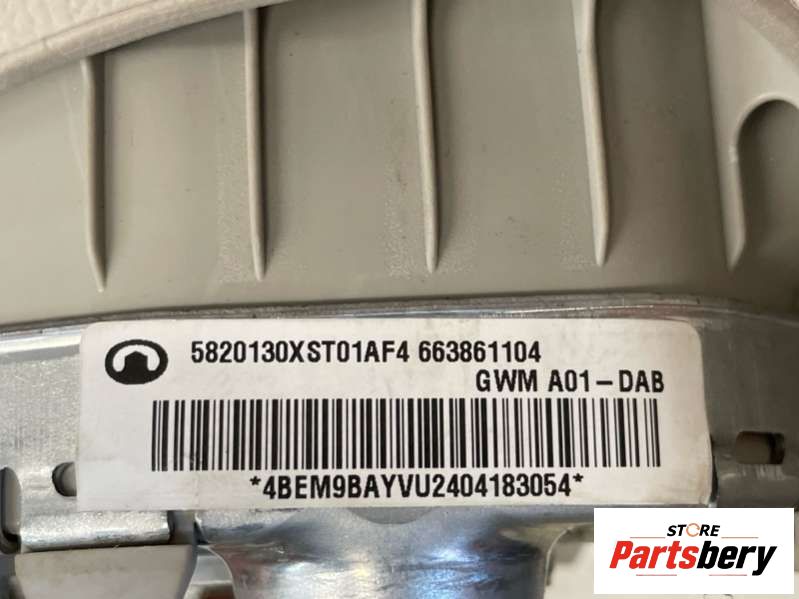 5820130XST01AF4 663861104
GWM A01-DAB
*4BEM9BAYVU2404183054*
STORE
Partsbery